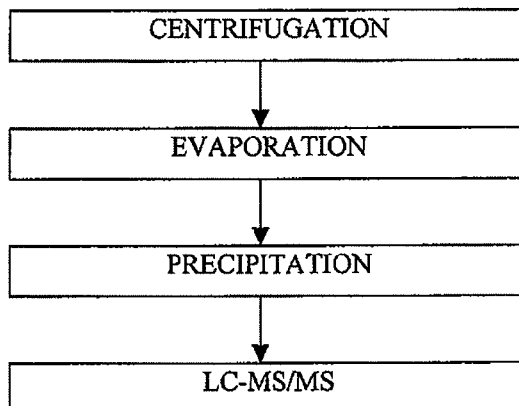 CENTRIFUGATION
EVAPORATION
PRECIPITATION
LC-MS/MS